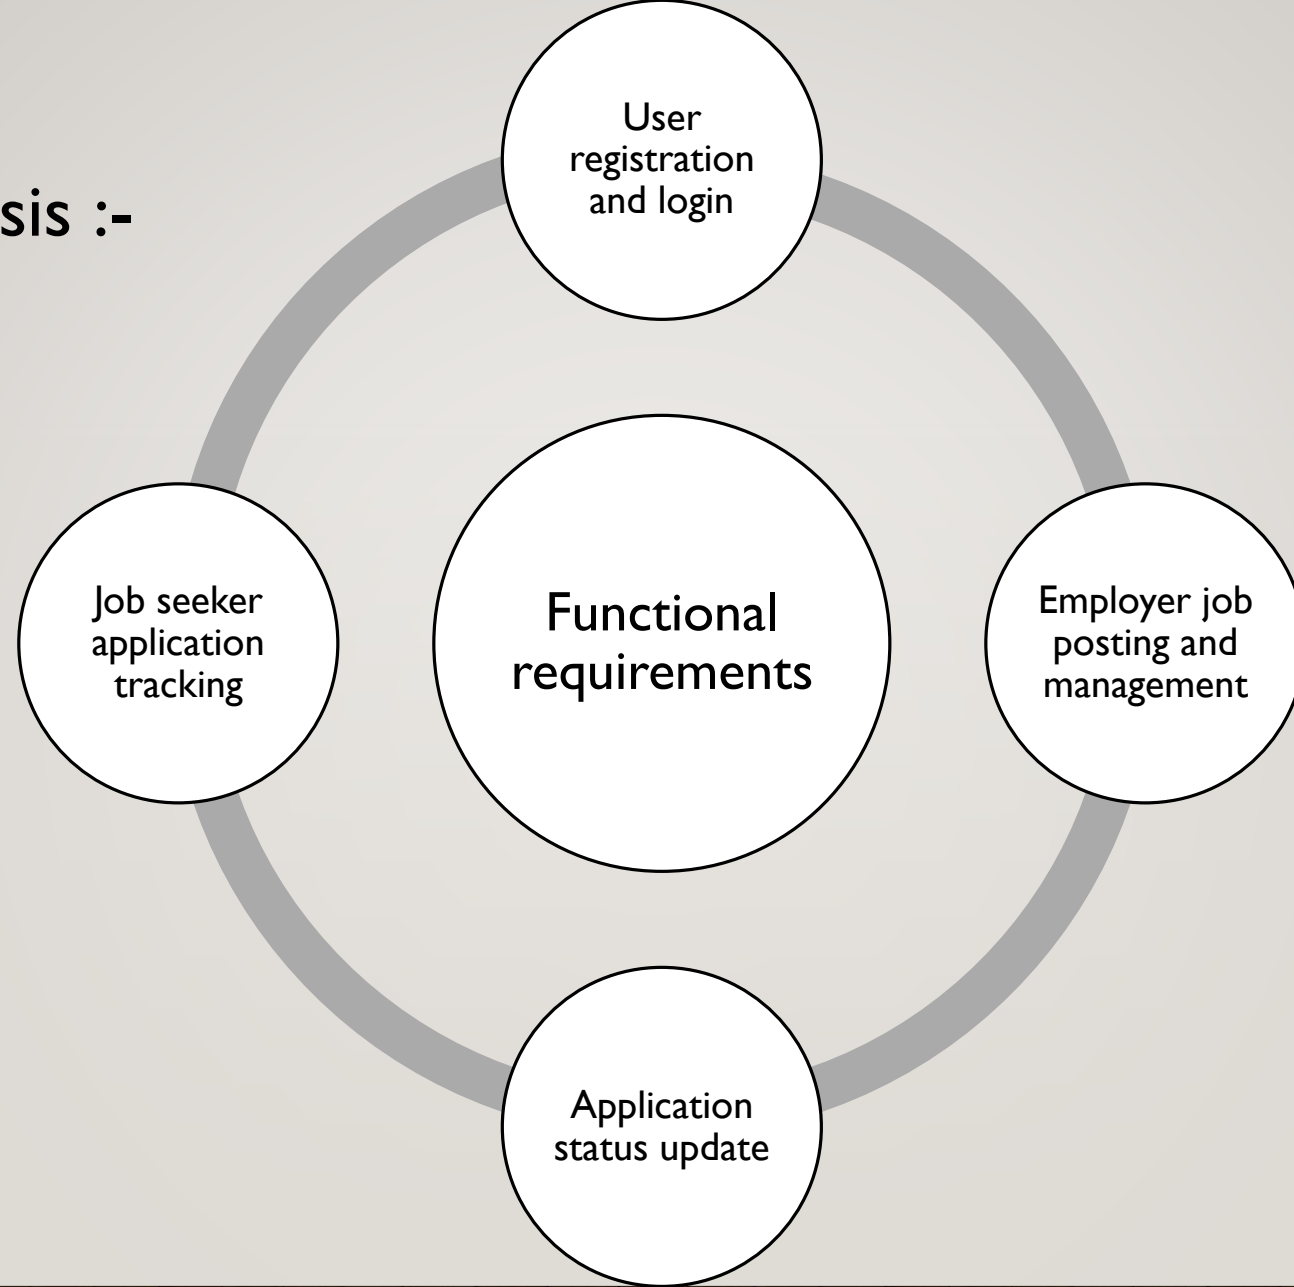 sis :-
User
registration
and login
Functional
requirements
Employer job
posting and
management
Application
status update
Job seeker
application
tracking